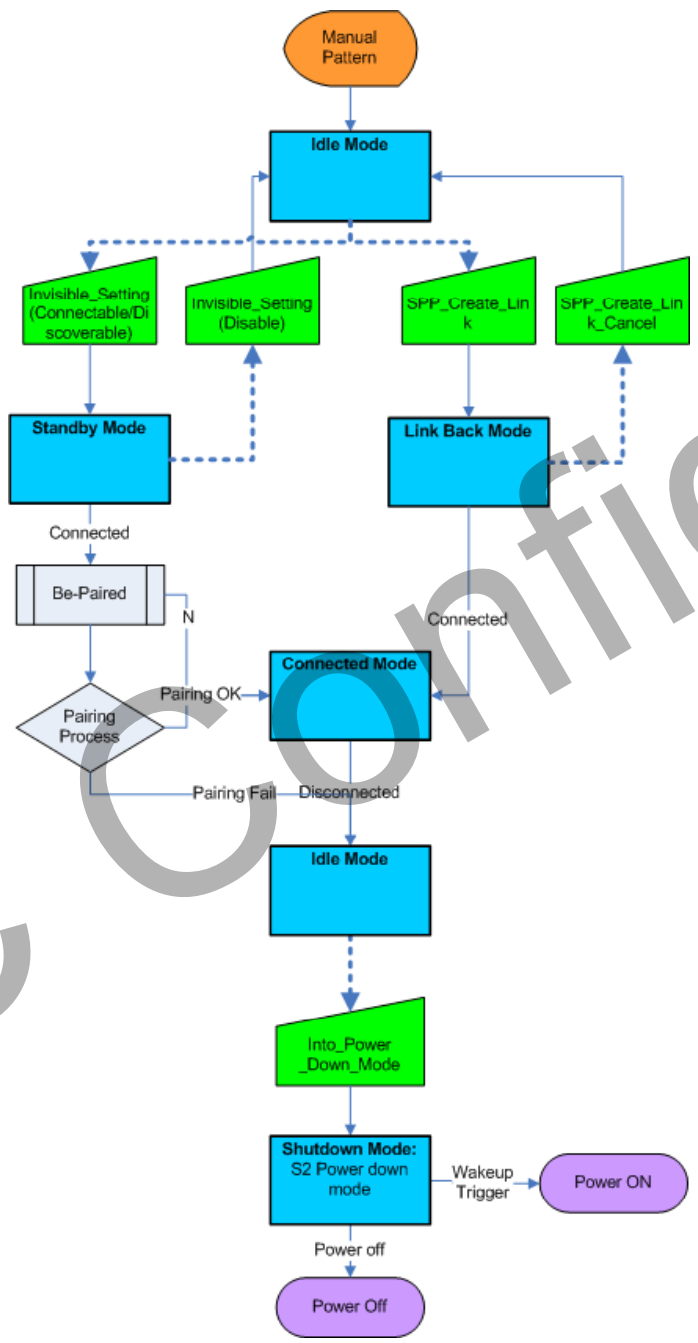 Manual
Pattern
Idle Mode
Invisible_Setting
(Connectable/Di
scoverable)
Invisible_Setting
(Disable)
SPP_Create_Lin
k
SPP_Create_Lin
k_Cancel
Standby Mode
Link Back Mode
Connected
Be-Paired
N
Connected
Pairing OK
Connected Mode
Pairing
Process
Pairing Fail
Disconnected
Idle Mode
Into_Power
_Down_Mode
Shutdown Mode:
S2 Power down
mode
Wakeup
Trigger
Power ON
Power off
Power Off
C Confid